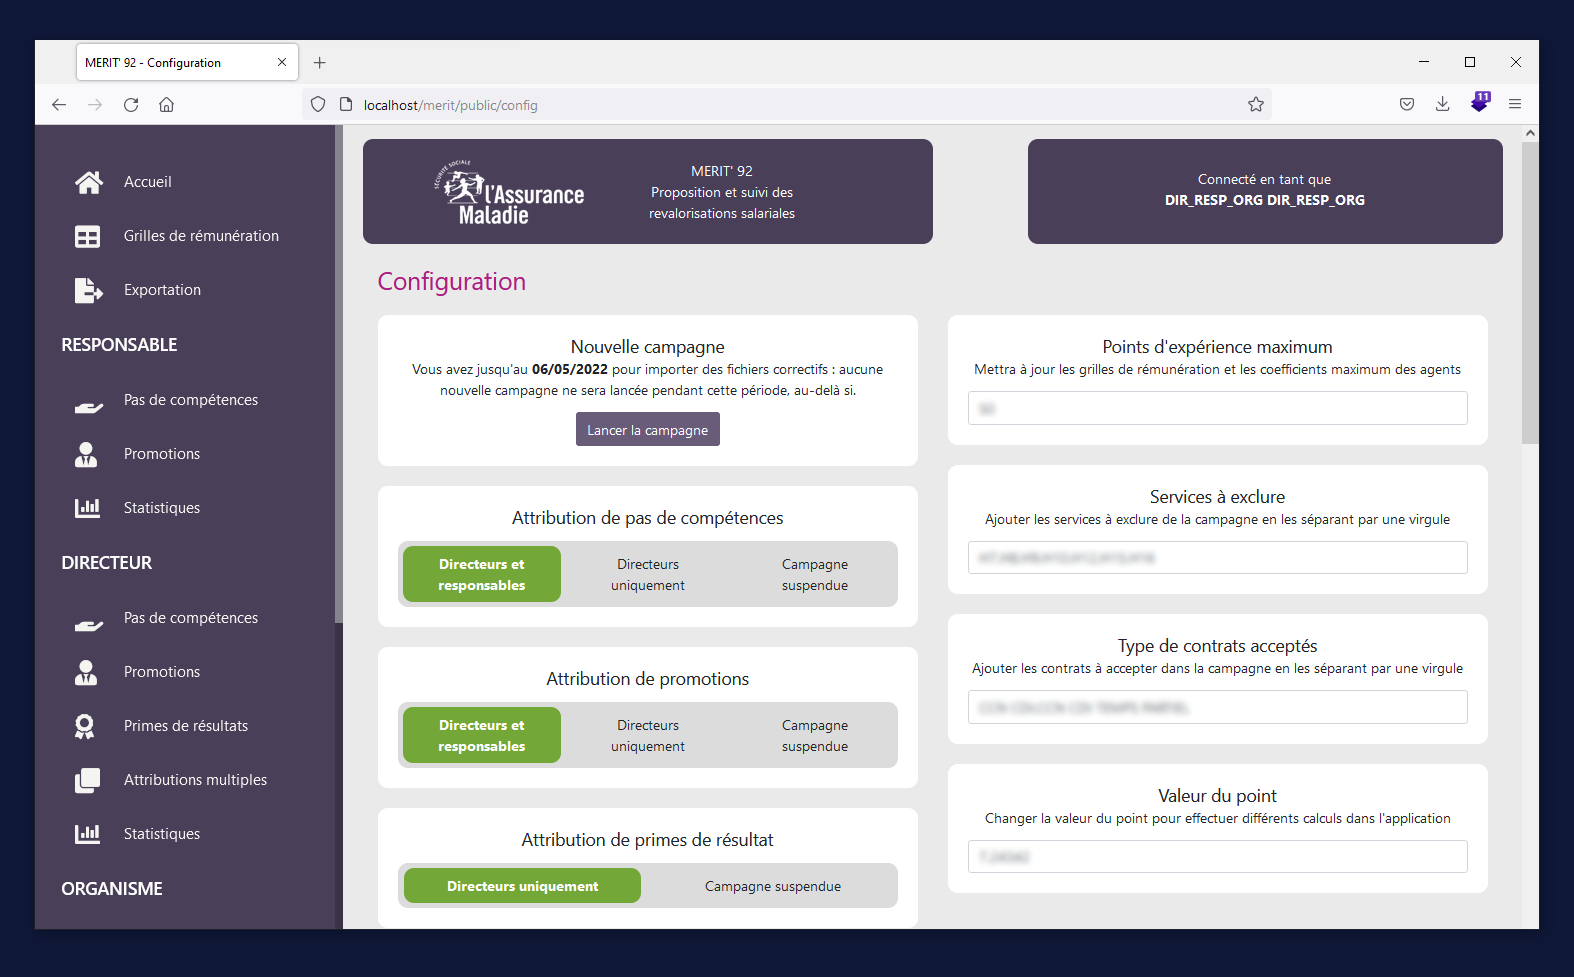 MERIT' 92 - Configuration
11
localhost/merit/public/config
Accueil
Grilles de rémunération
Exportation
RESPONSABLE
Pas de compétences
Promotions
Statistiques
DIRECTEUR
Pas de compétences
Promotions
Primes de résultats
Attributions multiples
Statistiques
ORGANISME
SÉCURITÉ SOCIALE
l'Assurance
Maladie
MERIT' 92
Proposition et suivi des
revalorisations salariales
Connecté en tant que
DIR_RESP_ORG DIR_RESP_ORG
Configuration
Nouvelle campagne
Vous avez jusqu'au 06/05/2022 pour importer des fichiers correctifs : aucune
nouvelle campagne ne sera lancée pendant cette période, au-delà si.
Lancer la campagne
Attribution de pas de compétences
Directeurs et
responsables
Directeurs
uniquement
Campagne
suspendue
Attribution de promotions
Directeurs et
responsables
Directeurs
uniquement
Campagne
suspendue
Attribution de primes de résultat
Directeurs uniquement
Campagne suspendue
Points d'expérience maximum
Mettra à jour les grilles de rémunération et les coefficients maximum des agents
Services à exclure
Ajouter les services à exclure de la campagne en les séparant par une virgule
Type de contrats acceptés
Ajouter les contrats à accepter dans la campagne en les séparant par une virgule
Valeur du point
Changer la valeur du point pour effectuer différents calculs dans l'application